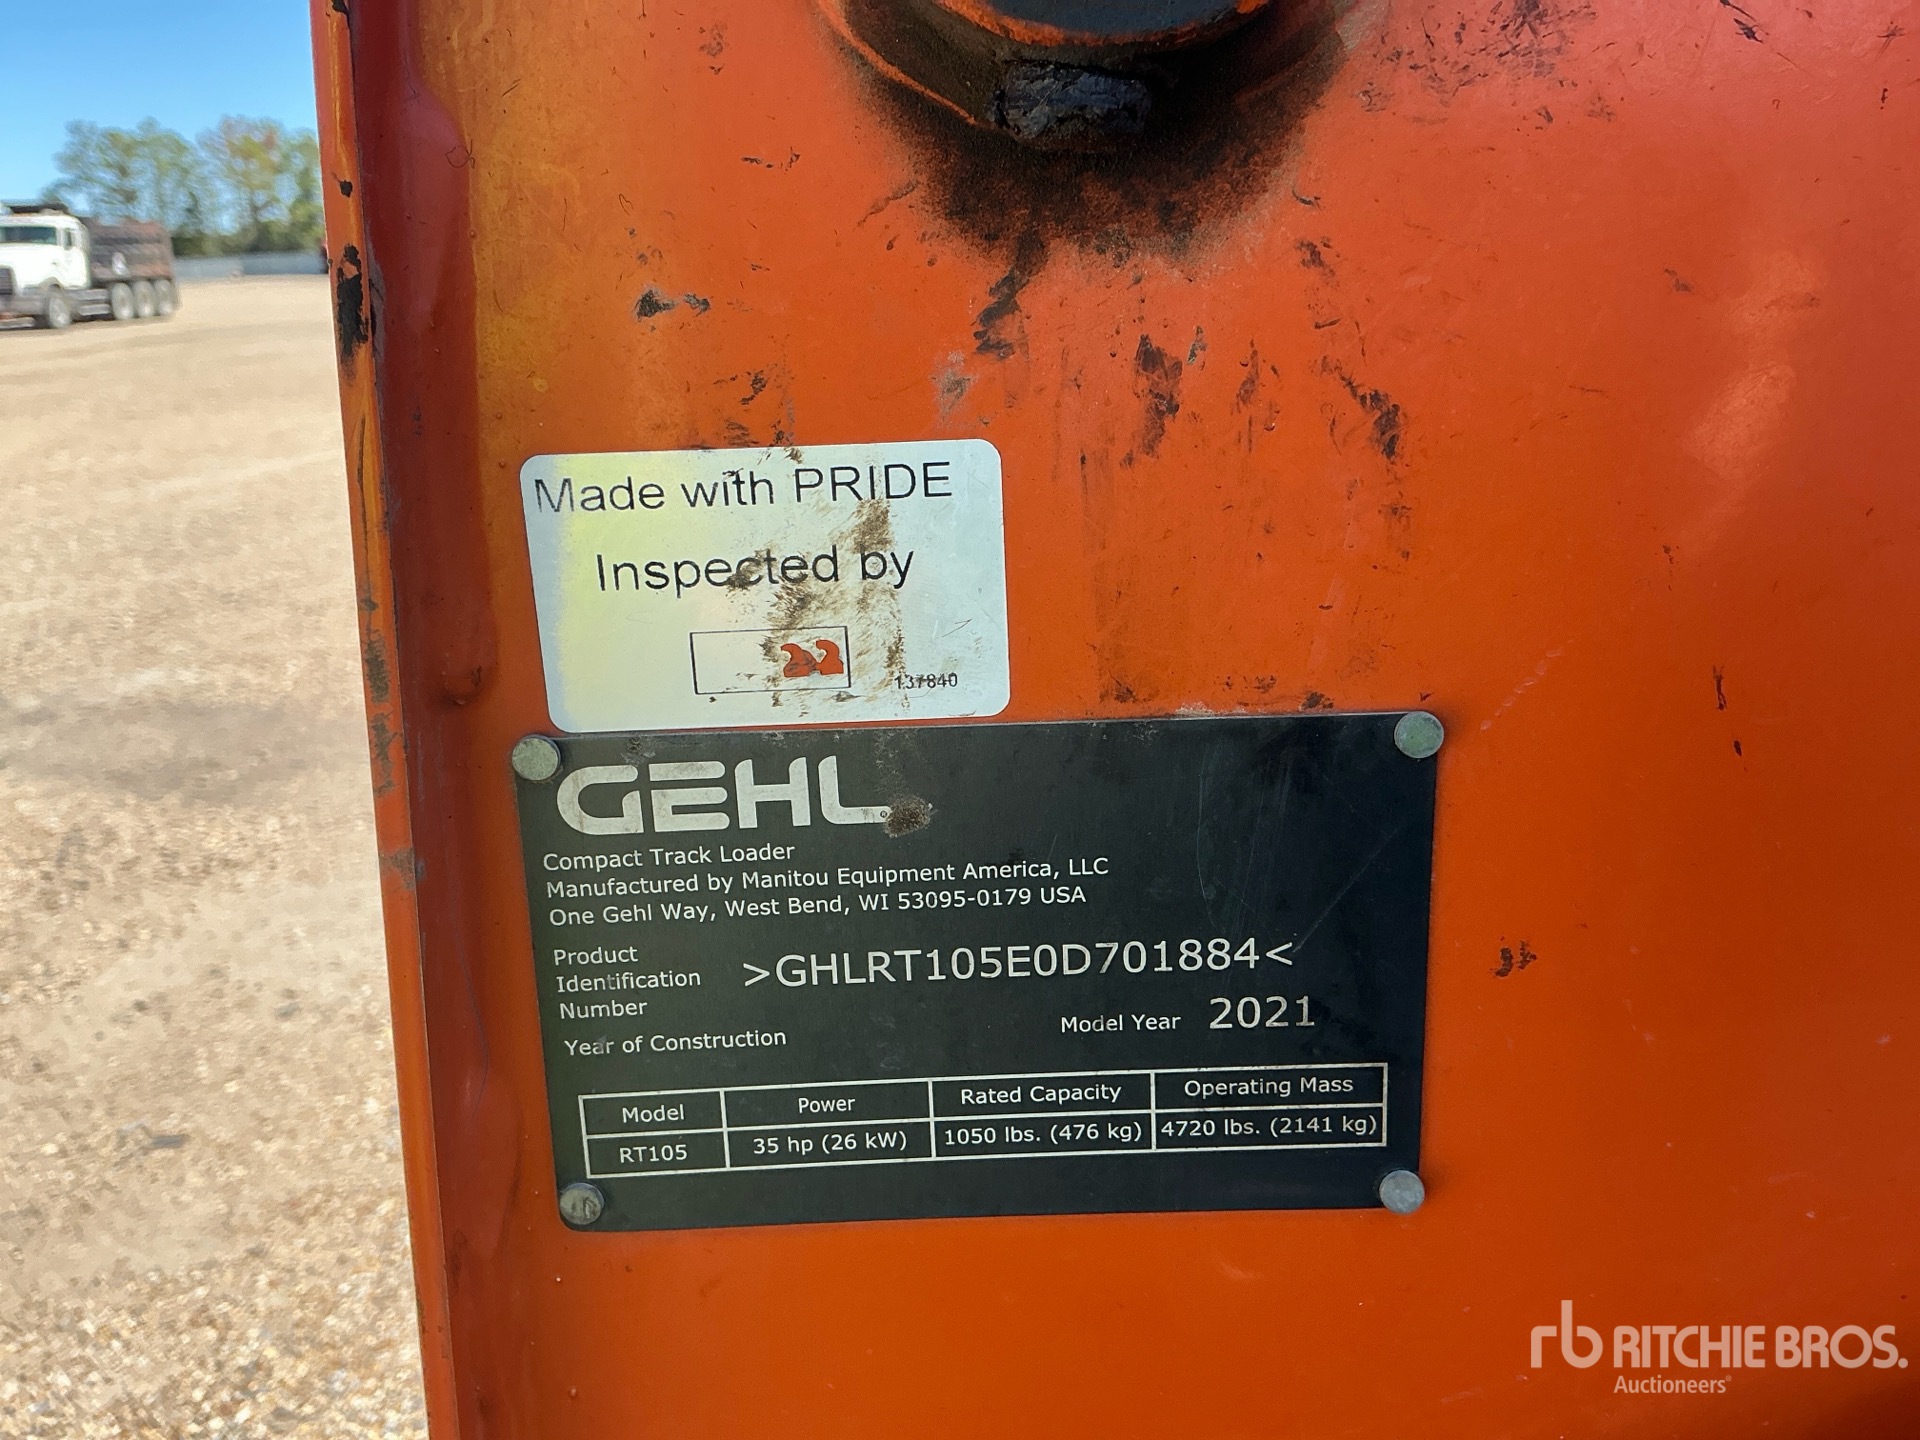 Made with PRIDE
Inspected by
137840
GEHL®
Compact Track Loader
Manufactured by Manitou Equipment America, LLC
One Gehl Way, West Bend, WI 53095-0179 USA
Product
Identification
Number
>GHLRT105E0D701884<
Year of Construction
Model Year 2021
Model Power Rated Capacity Operating Mass
RT105 35 hp (26 kW) 1050 lbs. (476 kg) 4720 lbs. (2141 kg)
rb RITCHIE BROS.
Auctioneers®